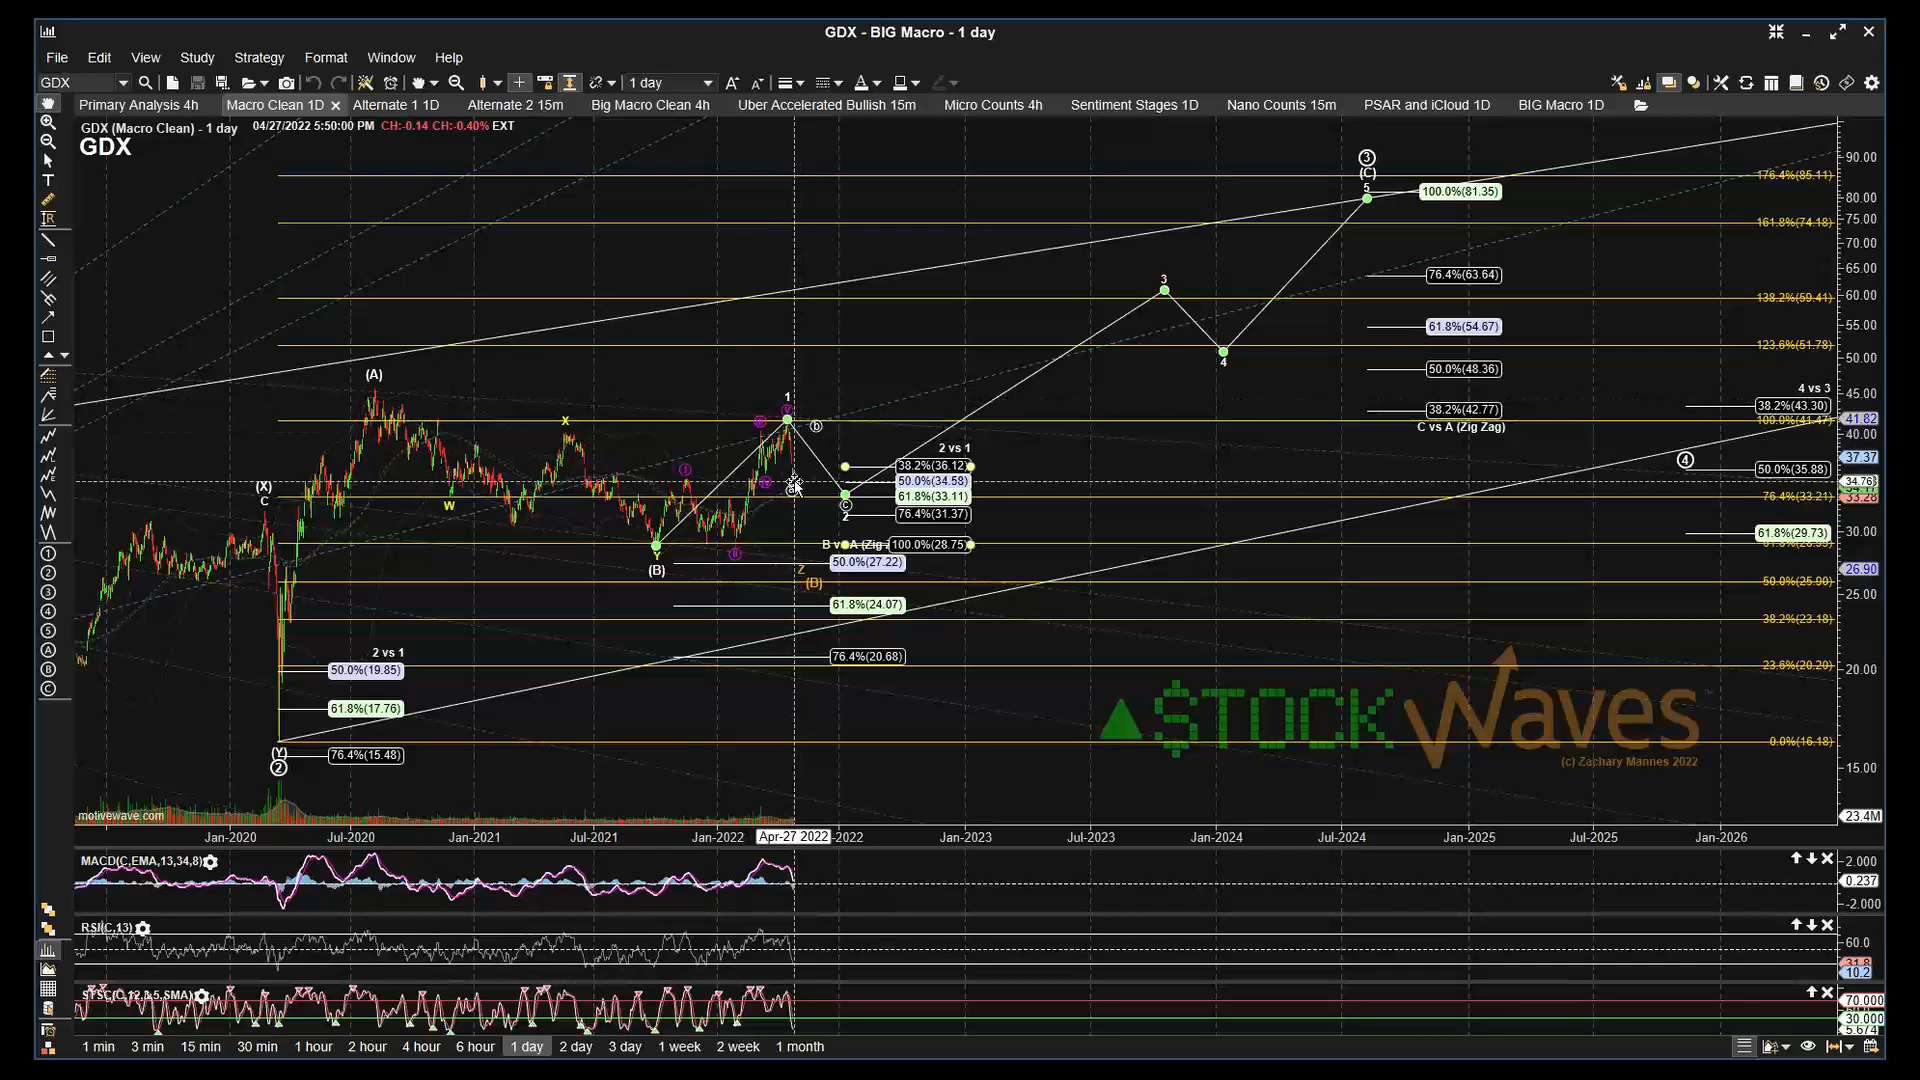 GDX - BIG Macro - 1 day
File Edit View Study Strategy Format Window Help
GDX 1 day
Primary Analysis 4h Macro Clean 1D Alternate 1 1D Alternate 2 15m Big Macro Clean 4h Uber Accelerated Bullish 15m Micro Counts 4h Sentiment Stages 1D Nano Counts 15m PSAR and iCloud 1D BIG Macro 1D
GDX (Macro Clean) - 1 day 04/27/2022 5:50:00 PM CH:-0.14 CH:-0.40% EXT
GDX
90.00
3
(C)
5
176.4%(85.11)
100.0%(81.35)
80.00
75.00
161.8%(74.18)
70.00
65.00
76.4%(63.64)
3
138.2%(59.41)
60.00
61.8%(54.67)
55.00
123.6%(51.78)
50.00
4
50.0%(48.36)
(A)
4 vs 3
45.00
1
38.2%(43.30)
38.2%(42.77)
41.82
X
b
C vs A (Zig Zag)
40.00
2 vs 1
4
37.37
38.2%(36.12)
50.0%(35.88)
50.0%(34.58)
34.76
(X)
C
W
61.8%(33.11)
76.4%(33.21)
33.28
C
2
76.4%(31.37)
61.8%(29.73)
30.00
100.0%(28.75)
Y
(B)
50.0%(27.22)
Z
(B)
26.90
50.0%(25.90)
25.00
61.8%(24.07)
38.2%(23.18)
2 vs 1
76.4%(20.68)
23.6%(20.20)
20.00
50.0%(19.85)
61.8%(17.76)
$TOCK Waves
(c) Zachary Mannes 2022
0.0%(16.18)
(Y)
2
76.4%(15.48)
15.00
motivewave.com
23.4M
Jan-2020 Jul-2020 Jan-2021 Jul-2021 Jan-2022 Apr-27 2022 -2022 Jan-2023 Jul-2023 Jan-2024 Jul-2024 Jan-2025 Jul-2025 Jan-2026
MACD(C,EMA,13,34,8)
2.000
0.237
-2.000
RSI(C,13)
60.0
31.8
10.2
70.000
30.000
5.674
1 min 3 min 15 min 30 min 1 hour 2 hour 4 hour 6 hour 1 day 2 day 3 day 1 week 2 week 1 month